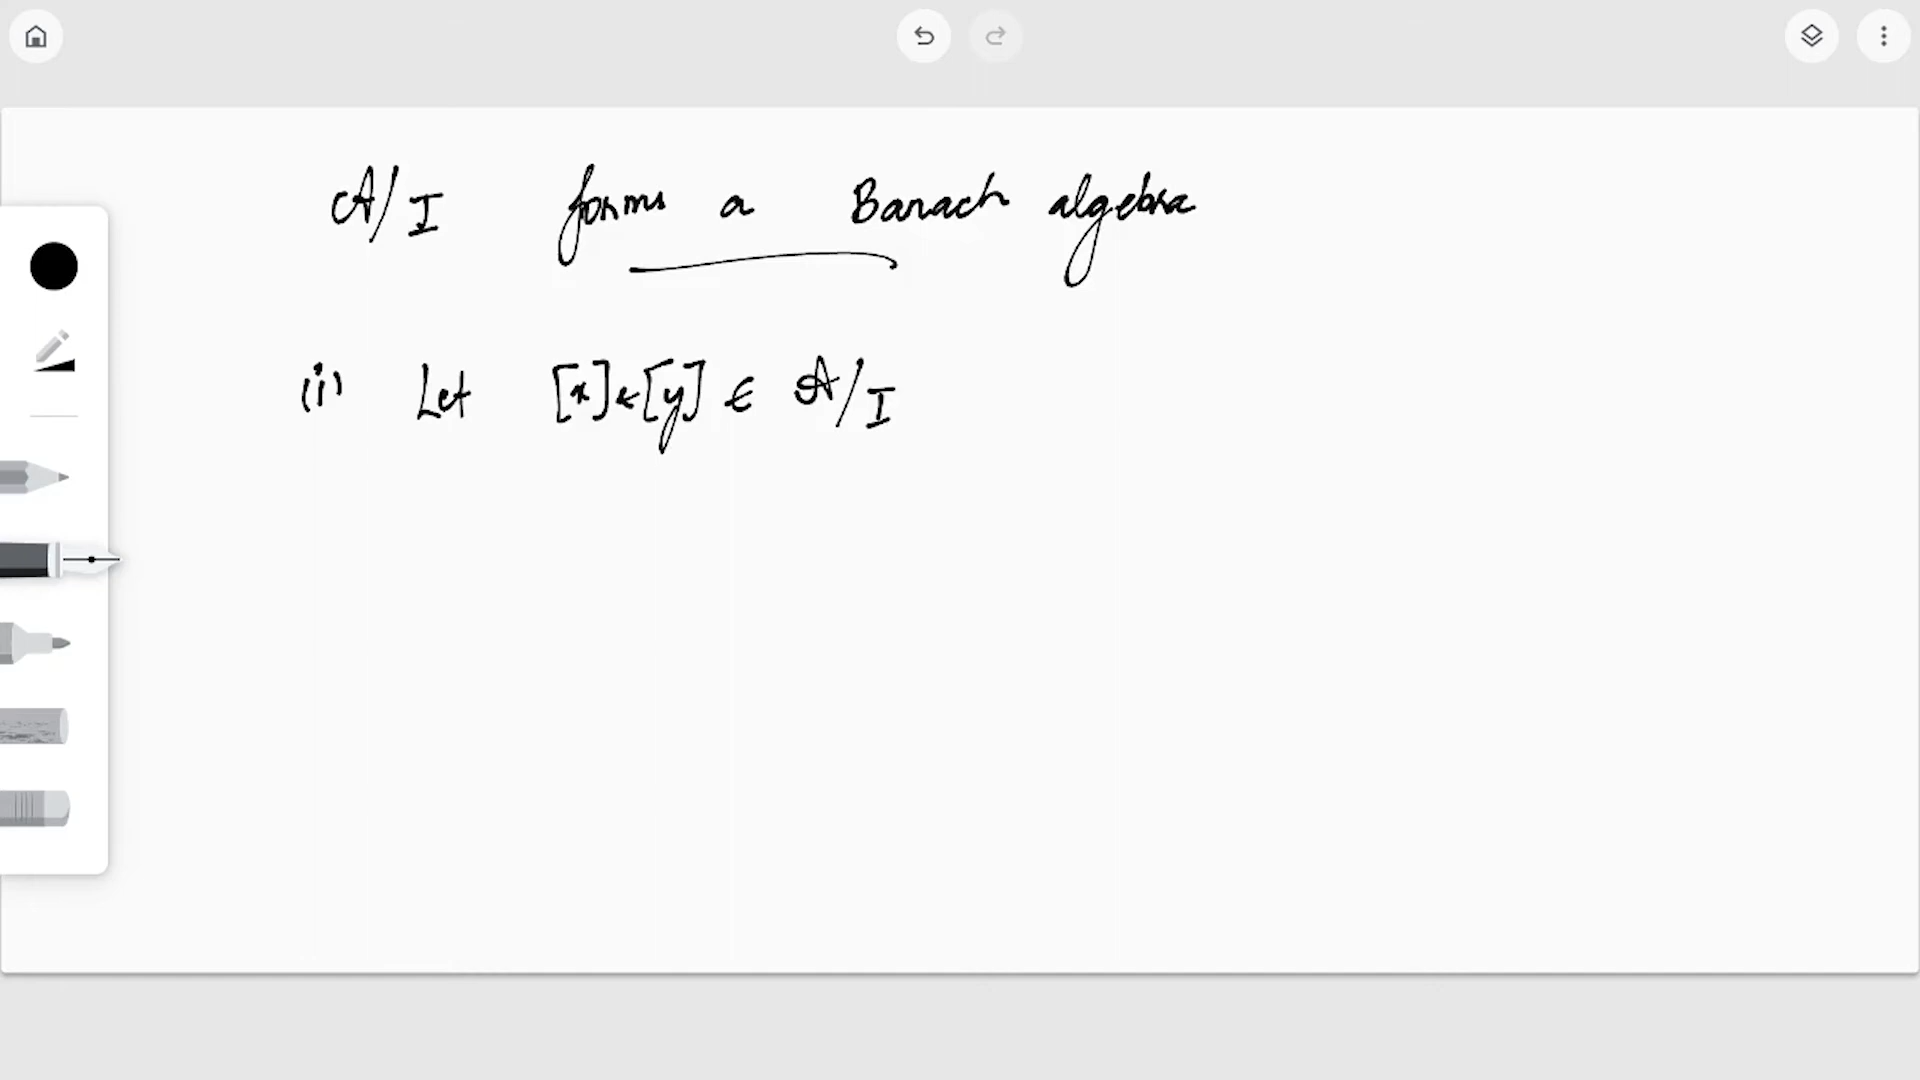 A/I forms a Banach algebra
(i) Let [x] & [y] ∈ A/I